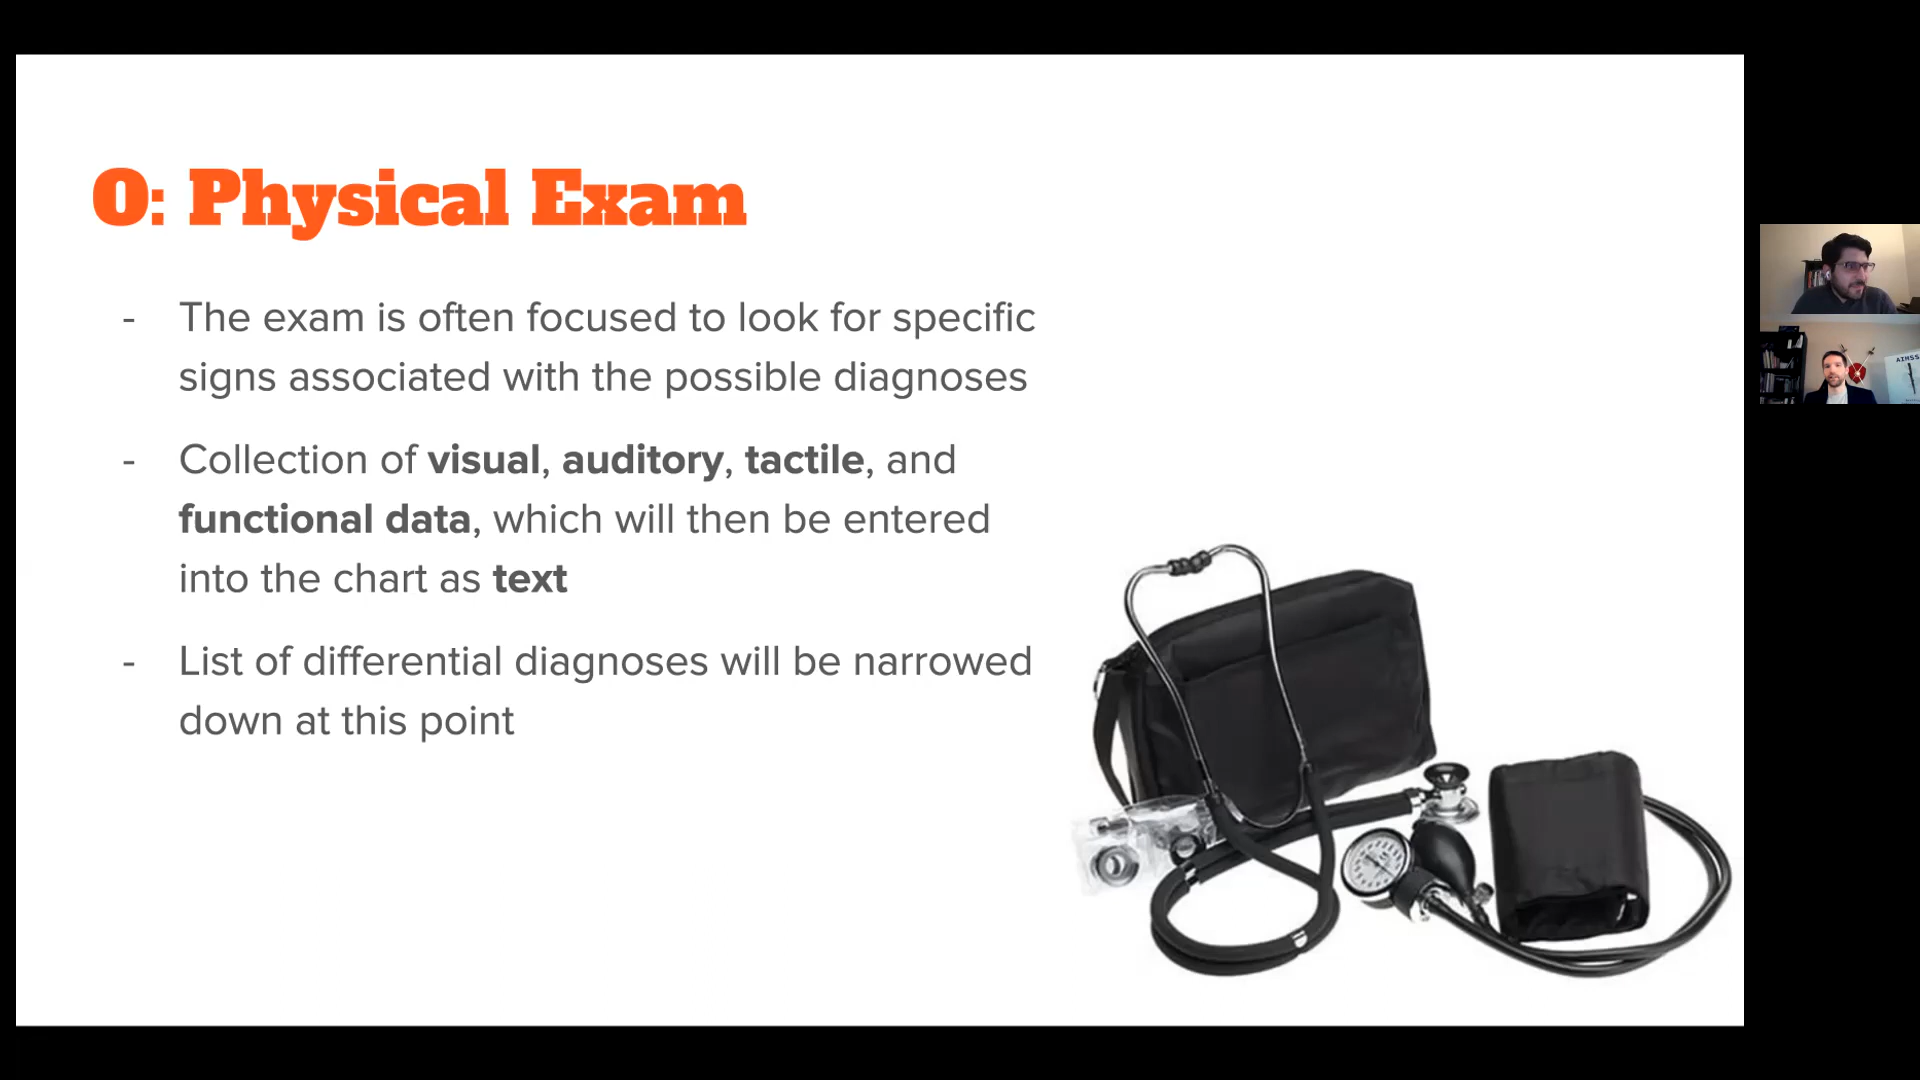 O: Physical Exam
- The exam is often focused to look for specific
signs associated with the possible diagnoses
- Collection of visual, auditory, tactile, and
functional data, which will then be entered
into the chart as text
- List of differential diagnoses will be narrowed
down at this point
AIMSS